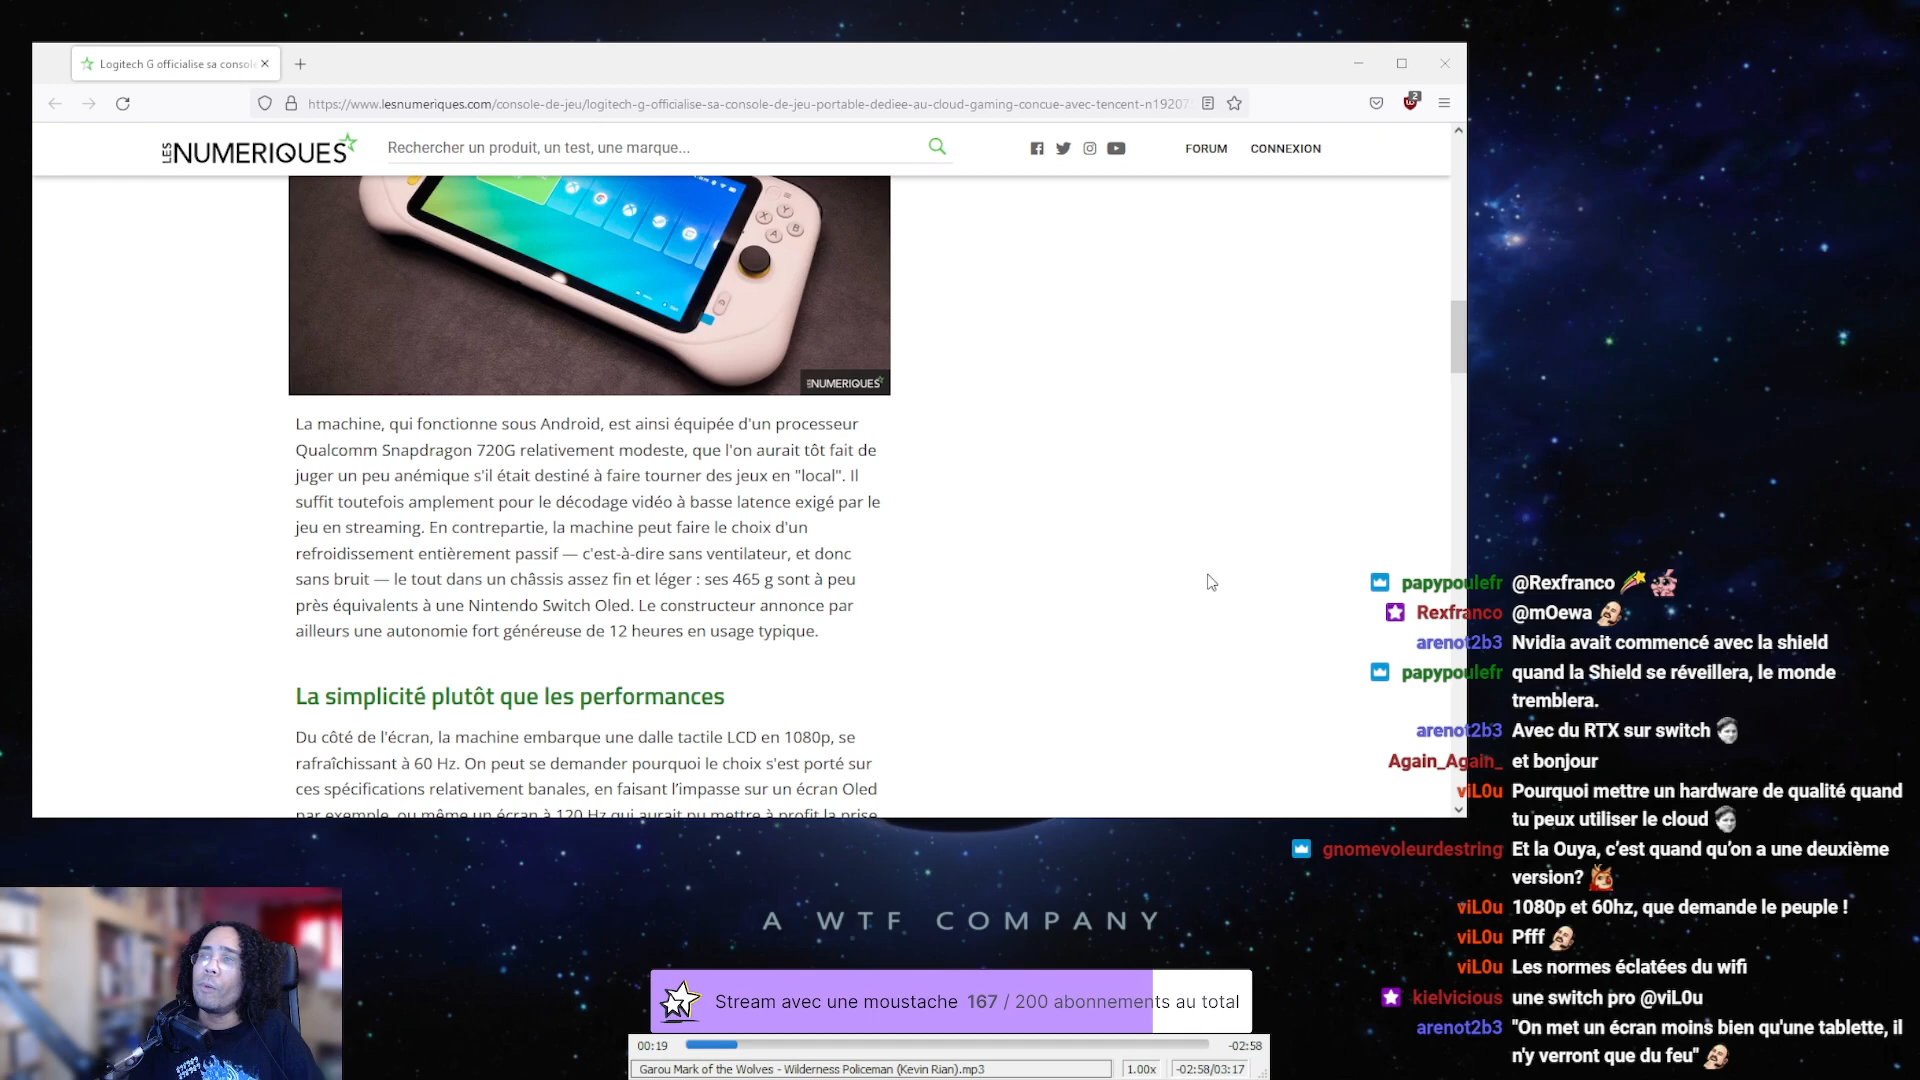 Logitech G officialise sa console
https://www.lesnumeriques.com/console-de-jeu/logitech-g-officialise-sa-console-de-jeu-portable-dediee-au-cloud-gaming-concue-avec-tencent-n19207
2
LES NUMERIQUES
Rechercher un produit, un test, une marque...
FORUM
CONNEXION
X
Y
A
B
LES NUMERIQUES
La machine, qui fonctionne sous Android, est ainsi équipée d'un processeur
Qualcomm Snapdragon 720G relativement modeste, que l'on aurait tôt fait de
juger un peu anémique s'il était destiné à faire tourner des jeux en "local". Il
suffit toutefois amplement pour le décodage vidéo à basse latence exigé par le
jeu en streaming. En contrepartie, la machine peut faire le choix d'un
refroidissement entièrement passif — c'est-à-dire sans ventilateur, et donc
sans bruit — le tout dans un châssis assez fin et léger : ses 465 g sont à peu
près équivalents à une Nintendo Switch Oled. Le constructeur annonce par
ailleurs une autonomie fort généreuse de 12 heures en usage typique.
La simplicité plutôt que les performances
Du côté de l'écran, la machine embarque une dalle tactile LCD en 1080p, se
rafraîchissant à 60 Hz. On peut se demander pourquoi le choix s'est porté sur
ces spécifications relativement banales, en faisant l'impasse sur un écran Oled
par exemple, ou même un écran à 120 Hz qui aurait pu mettre à profit la prise
papypoulefr @Rexfranco
Rexfranco @mOewa
arenot2b3 Nvidia avait commencé avec la shield
papypoulefr quand la Shield se réveillera, le monde
tremblera.
arenot2b3 Avec du RTX sur switch
Again_Again_ et bonjour
viL0u Pourquoi mettre un hardware de qualité quand
tu peux utiliser le cloud
gnomevoleurdestring Et la Ouya, c'est quand qu'on a une deuxième
version?
viL0u 1080p et 60hz, que demande le peuple !
viL0u Pfff
viL0u Les normes éclatées du wifi
kielvicious une switch pro @viL0u
arenot2b3 "On met un écran moins bien qu'une tablette, il
n'y verront que du feu"
A WTF COMPANY
Stream avec une moustache 167 / 200 abonnements au total
00:19
-02:58
Garou Mark of the Wolves - Wilderness Policeman (Kevin Rian).mp3
1.00x
-02:58/03:17